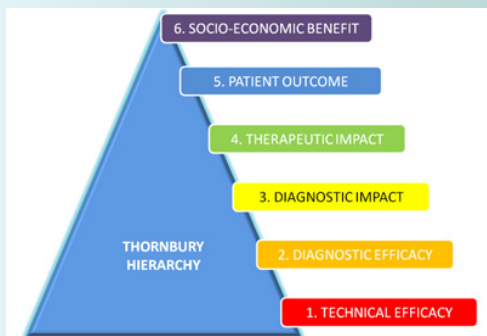 6. SOCIO-ECONOMIC BENEFIT
5. PATIENT OUTCOME
4. THERAPEUTIC IMPACT
3. DIAGNOSTIC IMPACT
THORNBURY
HIERARCHY
2. DIAGNOSTIC EFFICACY
1. TECHNICAL EFFICACY